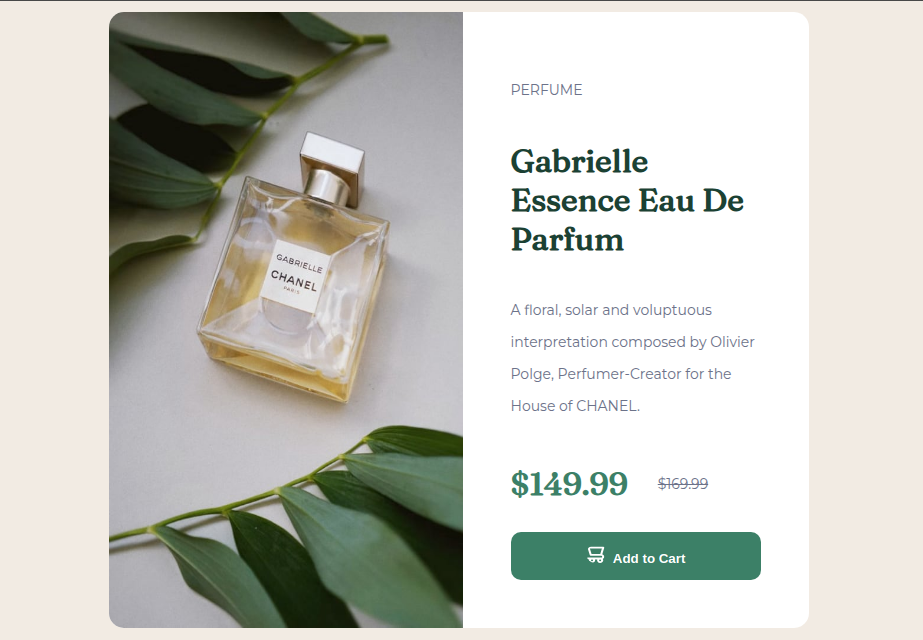 GABRIELLE
CHANEL
PARIS
PERFUME
Gabrielle
Essence Eau De
Parfum
A floral, solar and voluptuous
interpretation composed by Olivier
Polge, Perfumer-Creator for the
House of CHANEL.
$149.99 $169.99
Add to Cart